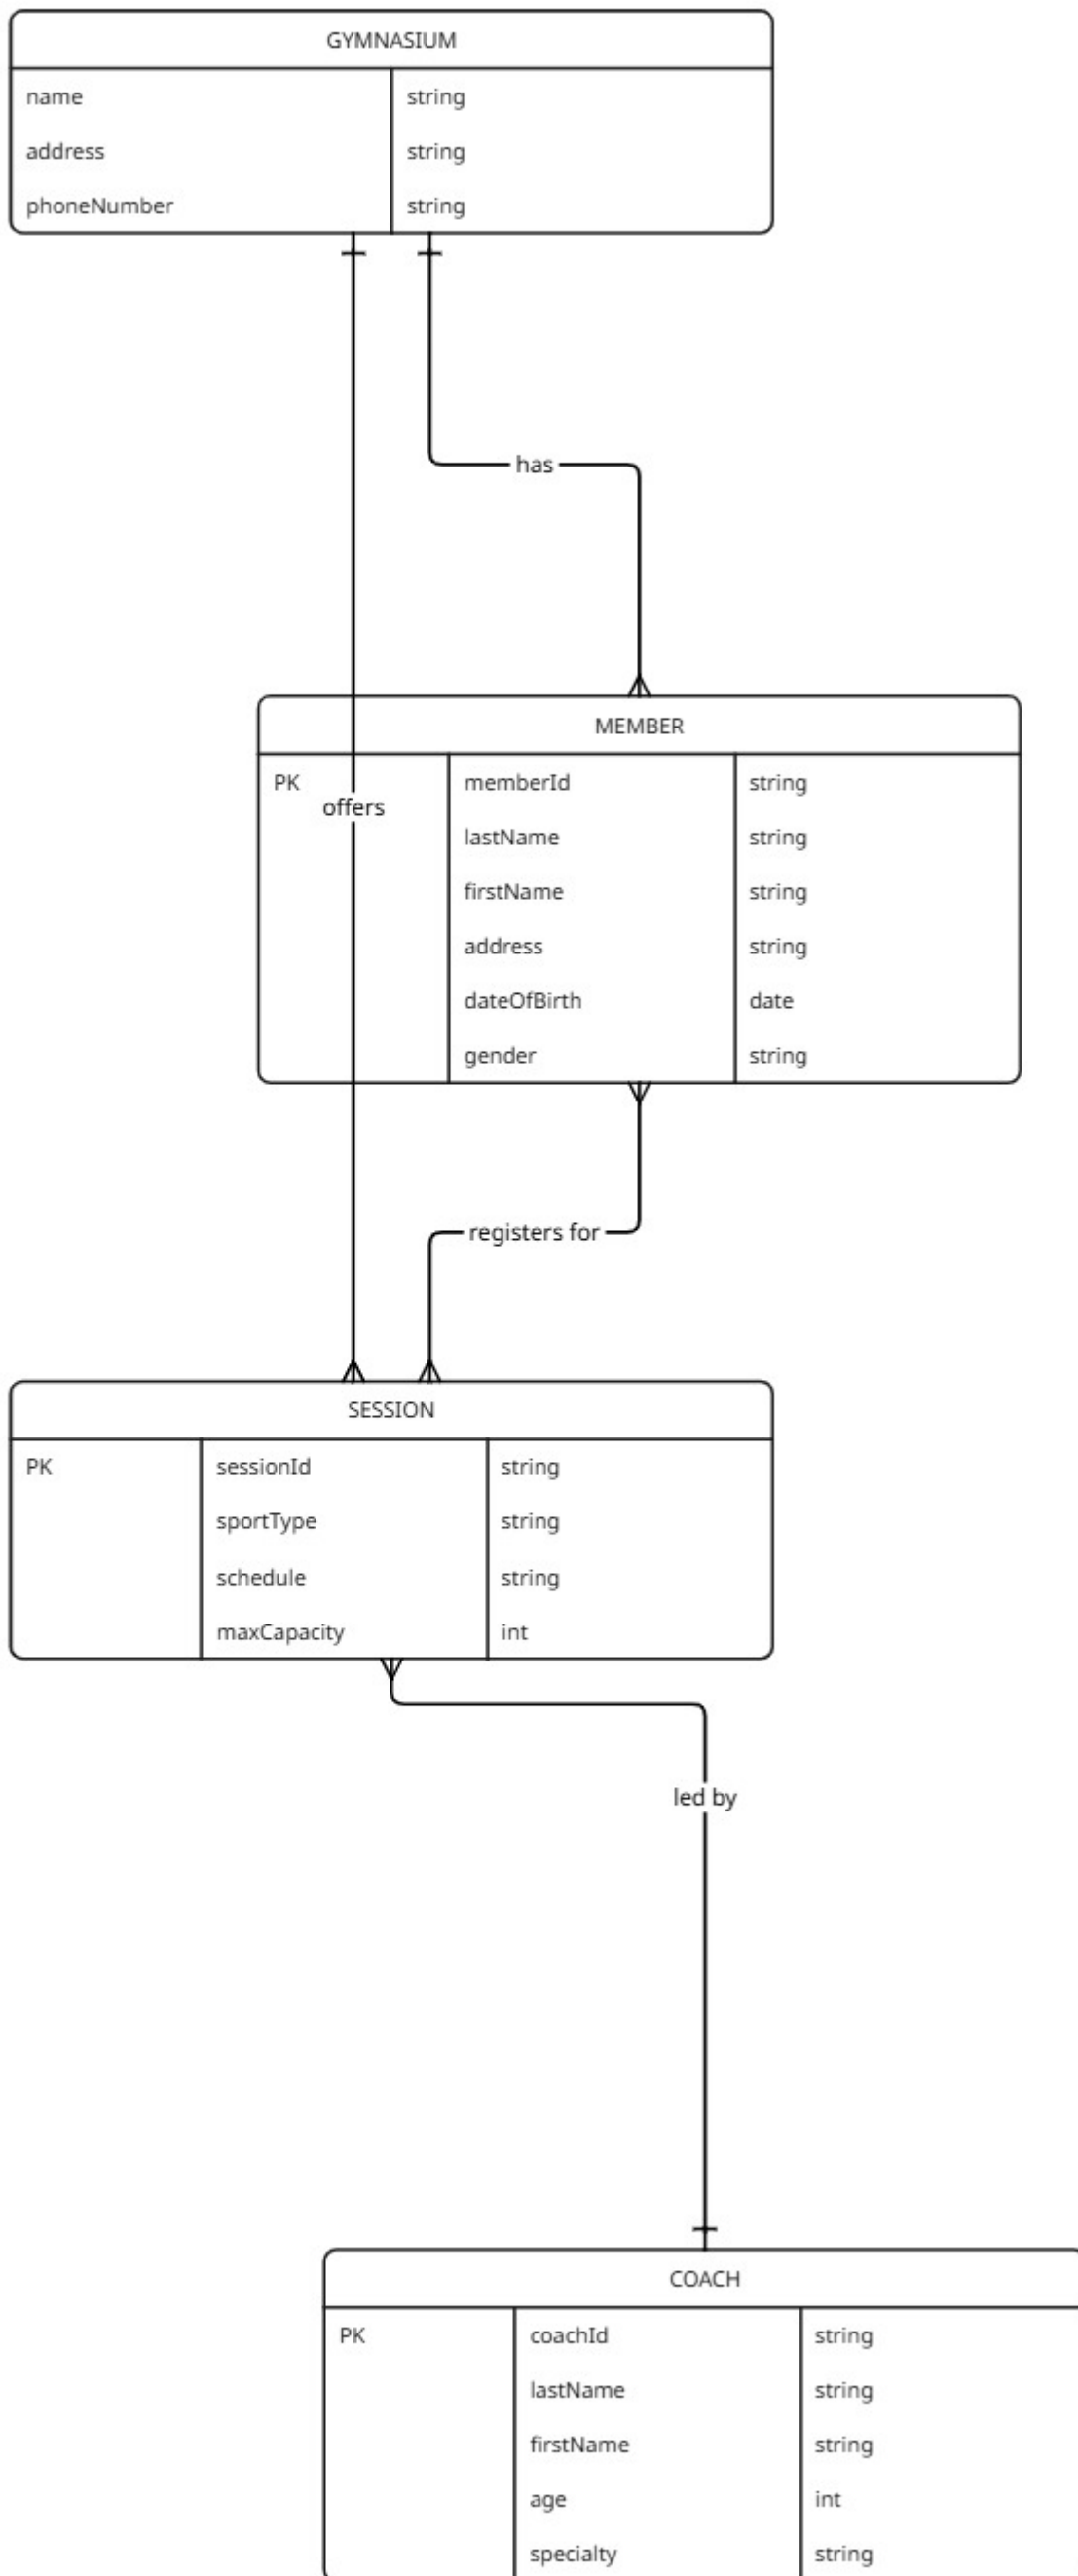 GYMNASIUM
name string
address string
phoneNumber string
has
MEMBER
PK memberId string
offers
lastName string
firstName string
address string
dateOfBirth date
gender string
registers for
SESSION
PK sessionId string
sportType string
schedule string
maxCapacity int
led by
COACH
PK coachId string
lastName string
firstName string
age int
specialty string